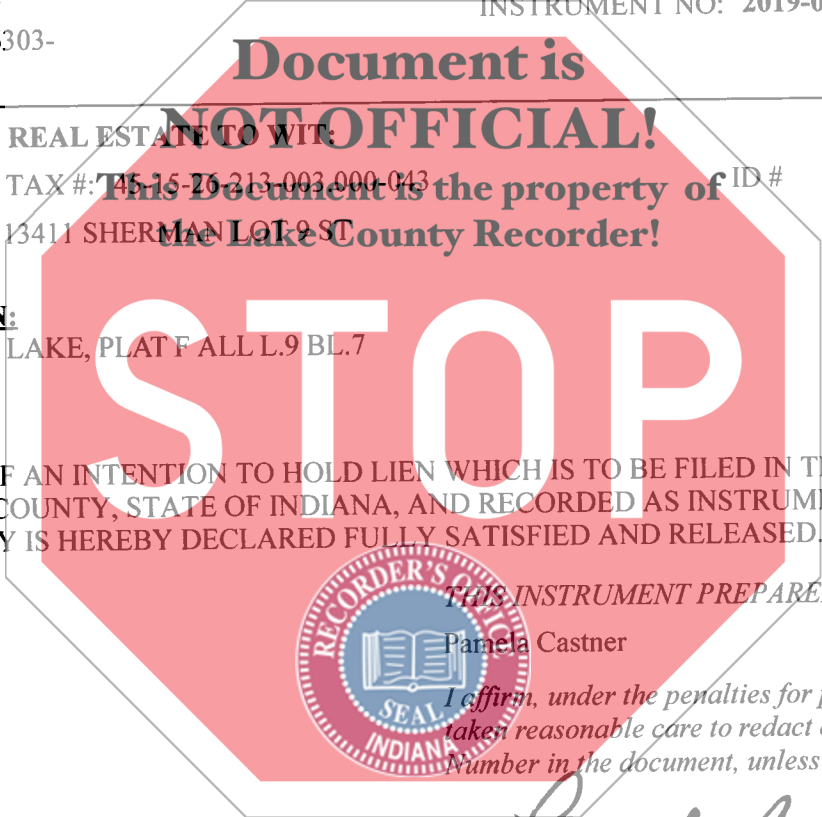 INSTRUMENT NO: 2019-0
303-
Document is
NOT OFFICIAL!
REAL ESTATE TO WIT:
TAX #: 45-15-26-213-003.000-043 ID #
This Document is the property of
13411 SHERMAN LOT 9 ST
the Lake County Recorder!
N:
LAKE, PLAT F ALL L.9 BL.7
STOP
F AN INTENTION TO HOLD LIEN WHICH IS TO BE FILED IN T
COUNTY, STATE OF INDIANA, AND RECORDED AS INSTRUM
Y IS HEREBY DECLARED FULLY SATISFIED AND RELEASED.
RECORDER'S OFFICE
SEAL
INDIANA
THIS INSTRUMENT PREPARE
Pamela Castner
I affirm, under the penalties for p
taken reasonable care to redact
Number in the document, unless